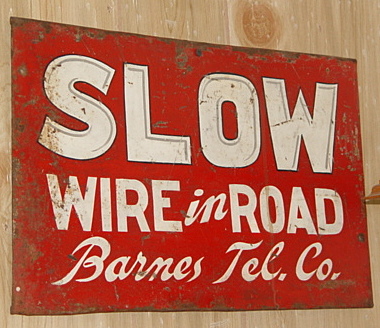 SLOW
WIRE in ROAD
Barnes Tel. Co.